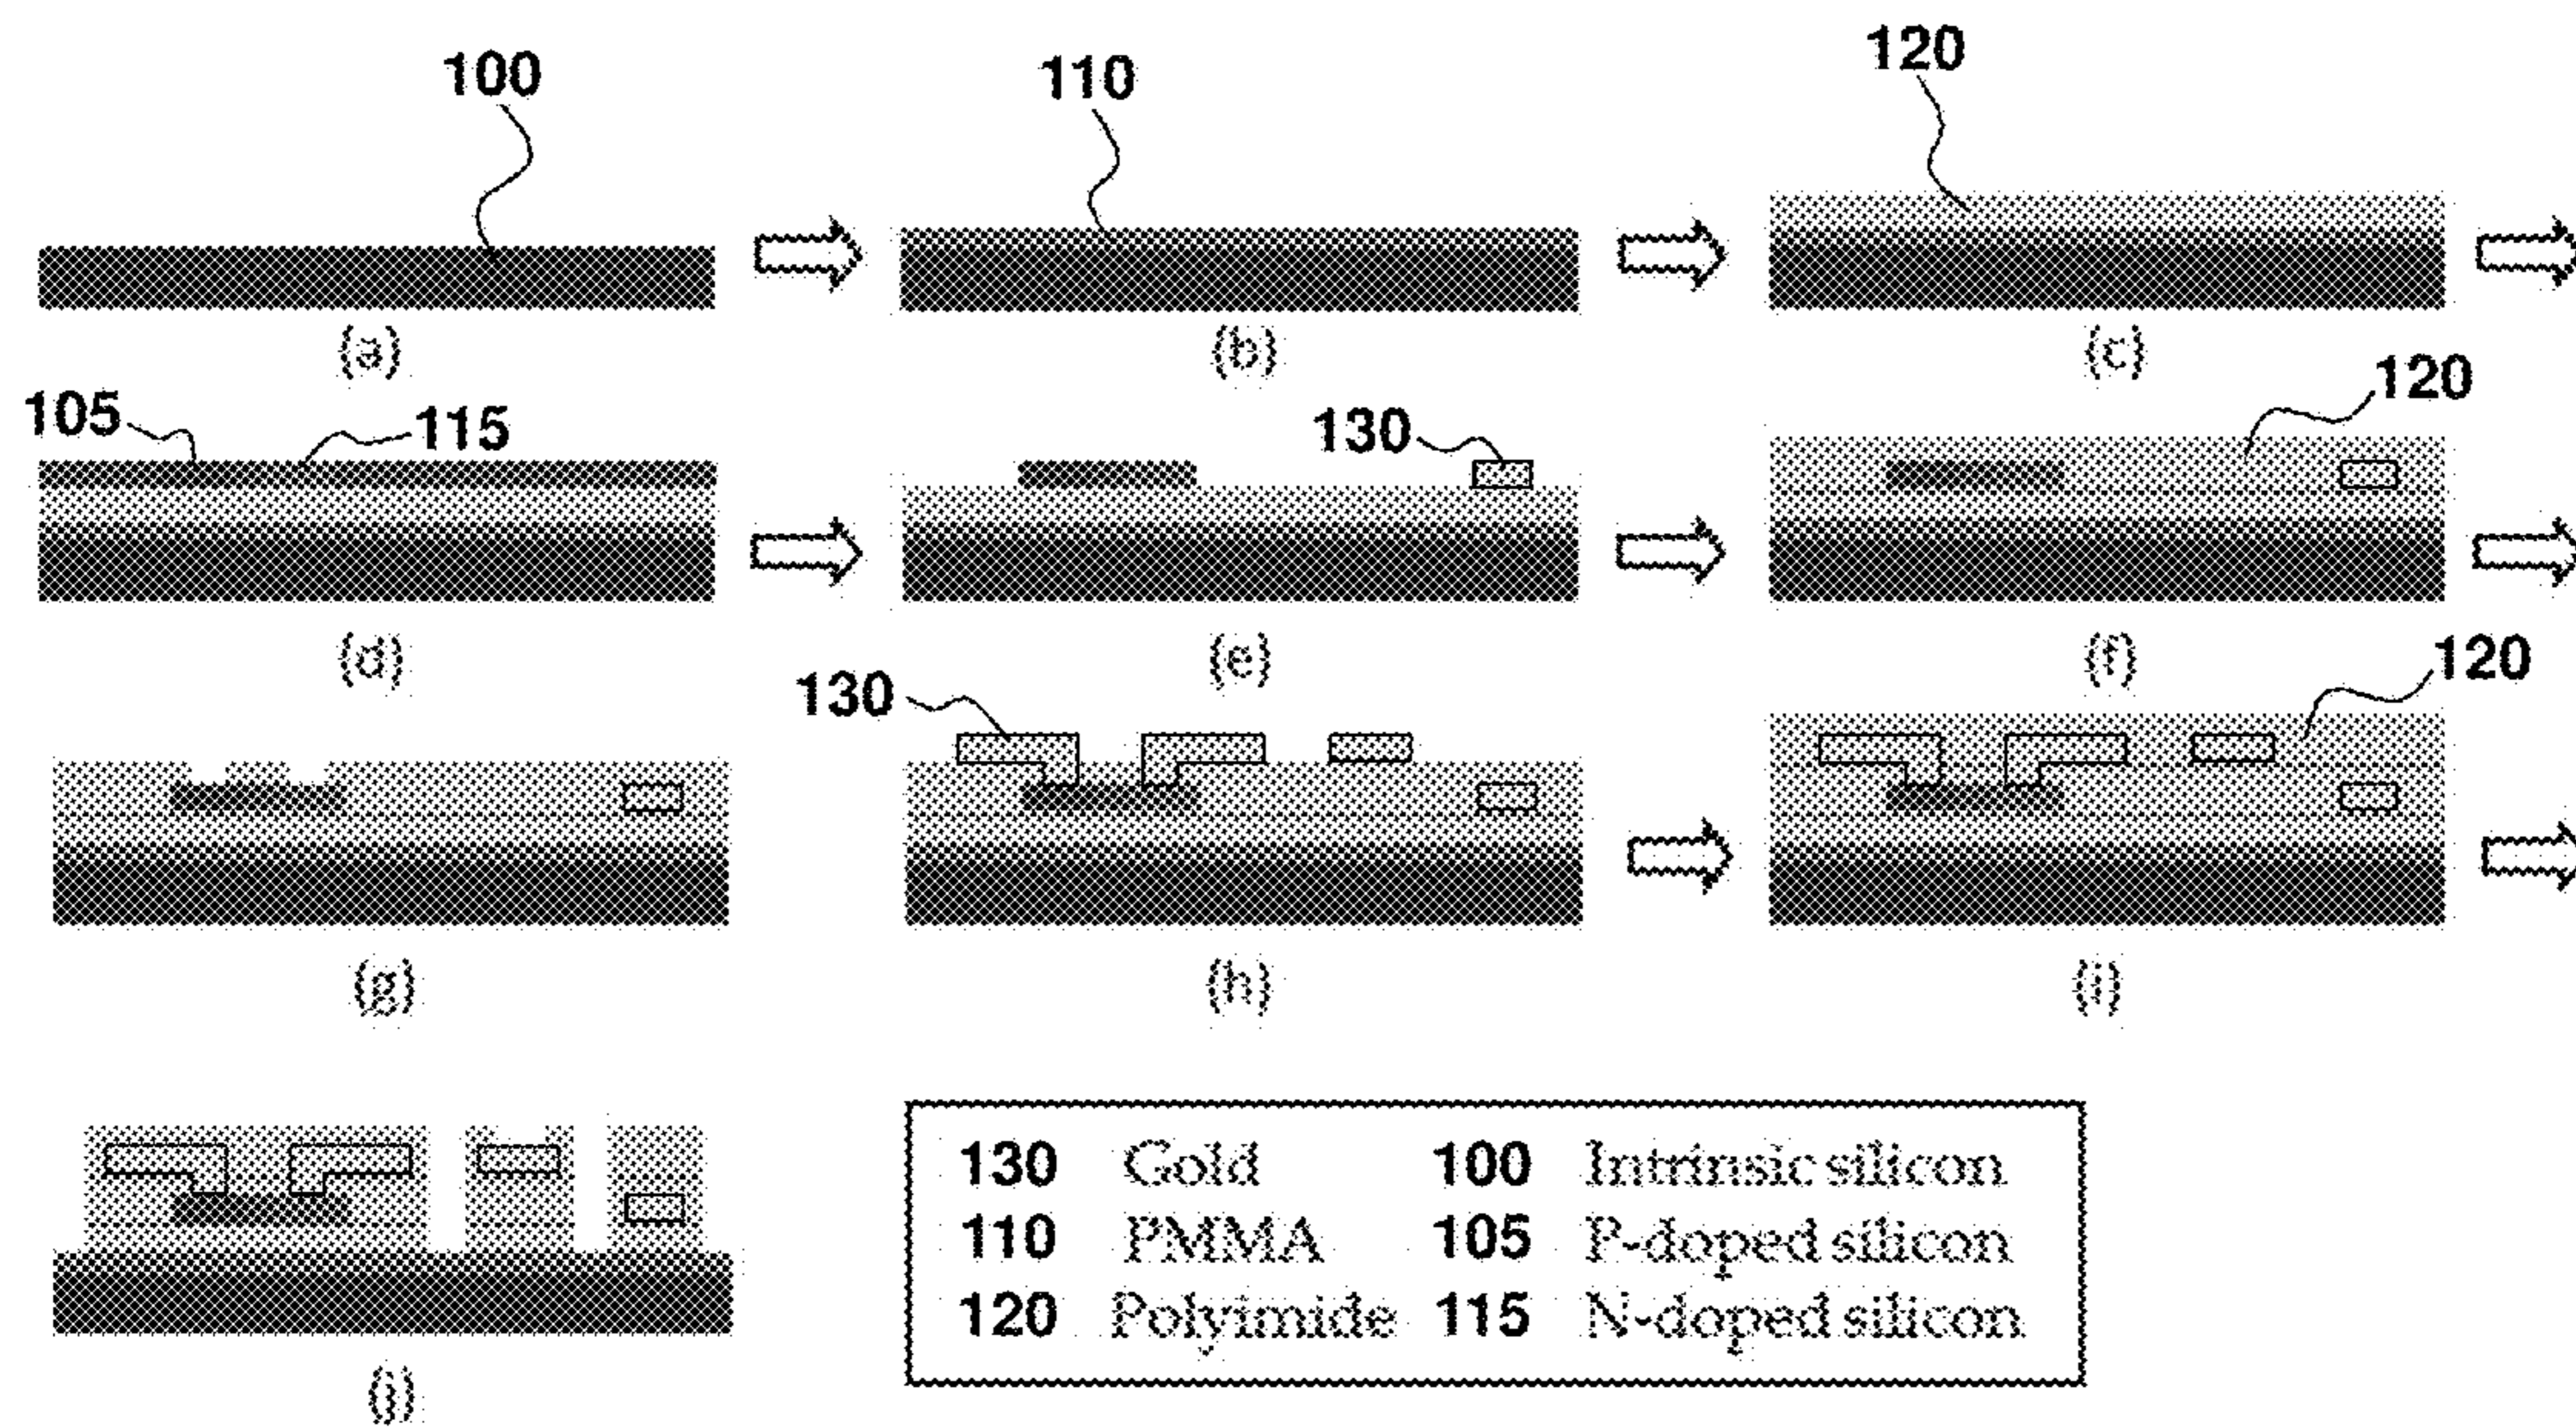 100
110
120
(a)
(b)
(c)
105
115
130
120
(d)
(e)
(f)
130
120
(g)
(h)
(i)
(j)
130 Gold 100 Intrinsic silicon
110 PMMA 105 P-doped silicon
120 Polyimide 115 N-doped silicon